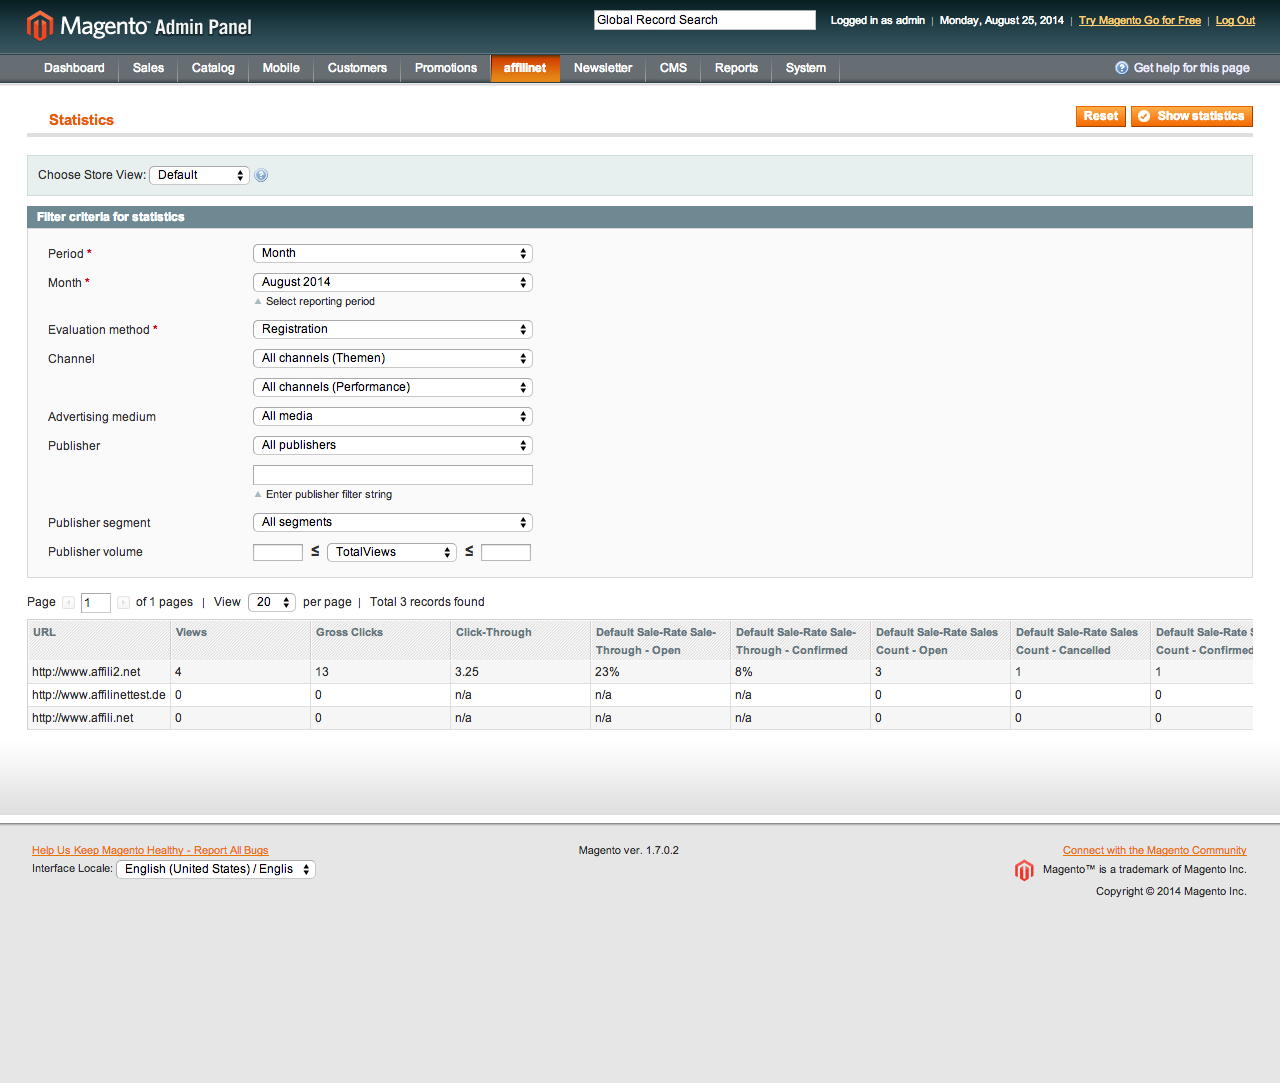 Magento™ Admin Panel
Global Record Search
Logged in as admin | Monday, August 25, 2014 | Try Magento Go for Free | Log Out
Dashboard Sales Catalog Mobile Customers Promotions affilinet Newsletter CMS Reports System
Get help for this page
Statistics
Reset Show statistics
Choose Store View: Default
Filter criteria for statistics
Period * Month
Month * August 2014
Select reporting period
Evaluation method * Registration
Channel All channels (Themen)
All channels (Performance)
Advertising medium All media
Publisher All publishers
Enter publisher filter string
Publisher segment All segments
Publisher volume ≤ TotalViews ≤
Page 1 of 1 pages | View 20 per page | Total 3 records found
URL Views Gross Clicks Click-Through Default Sale-Rate Sale- Default Sale-Rate Sale- Default Sale-Rate Sales Default Sale-Rate Sales Default Sale-Rate S
Through - Open Through - Confirmed Count - Open Count - Cancelled Count - Confirmed
http://www.affili2.net 4 13 3.25 23% 8% 3 1 1
http://www.affilinettest.de 0 0 n/a n/a n/a 0 0 0
http://www.affili.net 0 0 n/a n/a n/a 0 0 0
Help Us Keep Magento Healthy - Report All Bugs
Interface Locale: English (United States) / Englis
Magento ver. 1.7.0.2
Connect with the Magento Community
Magento™ is a trademark of Magento Inc.
Copyright © 2014 Magento Inc.